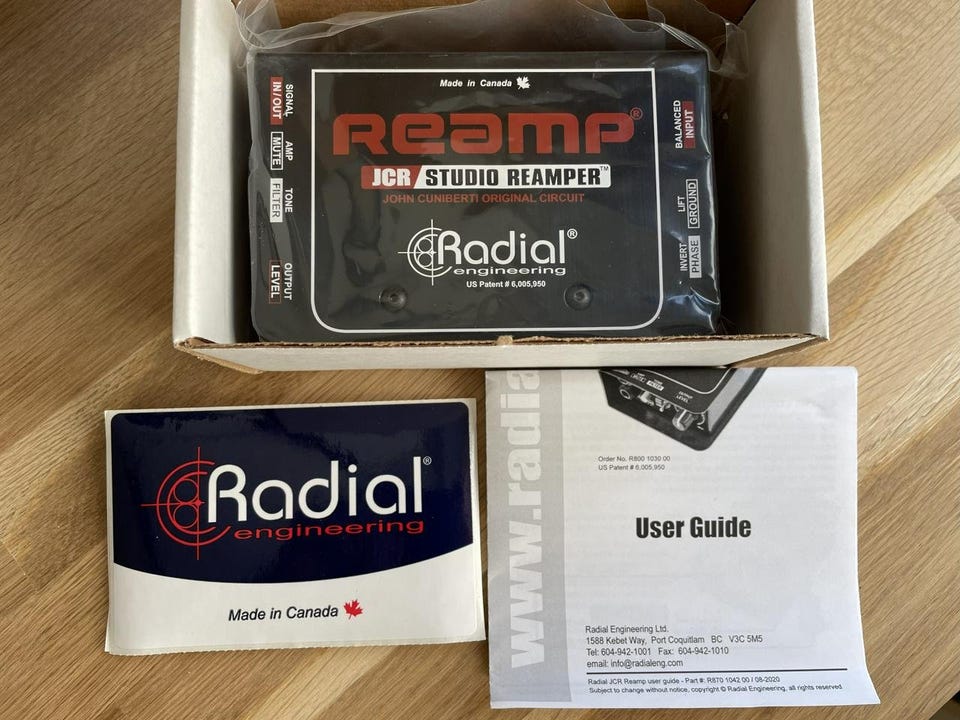 Made in Canada
Reamp®
JCR/STUDIO REAMPER™
JOHN CUNIBERTI ORIGINAL CIRCUIT
Radial®
engineering
US Patent # 6,005,950
SIGNAL
IN/OUT
AMP
MUTE
TONE
FILTER
OUTPUT
LEVEL
BALANCED
INPUT
LIFT
GROUND
INVERT
PHASE
Radial®
engineering
Made in Canada
www.radia
Order No. R800 1030 00
US Patent # 6,005,950
User Guide
Radial Engineering Ltd.
1588 Kebet Way, Port Coquitlam BC V3C 5M5
Tel: 604-942-1001 Fax: 604-942-1010
email: info@radialeng.com
Radial JCR Reamp user guide - Part #: R870 1042 00 / 08-2020
Subject to change without notice, copyright © Radial Engineering, all rights reserved.